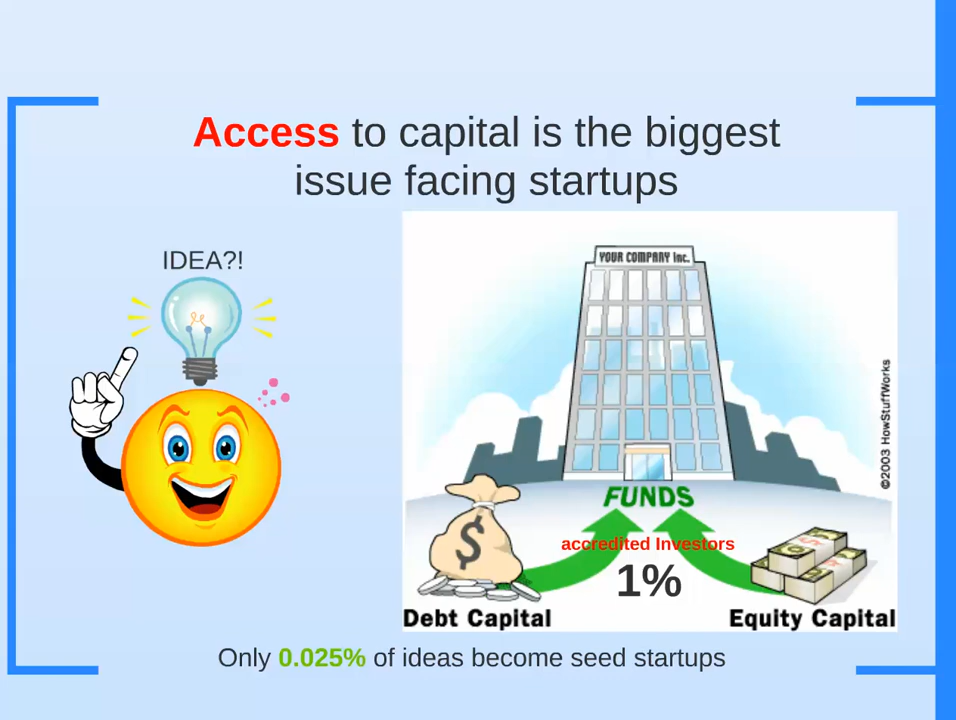 Access to capital is the biggest
issue facing startups
IDEA?!
YOUR COMPANY Inc.
©2003 HowStuffWorks
FUNDS
$
accredited Investors
1%
Debt Capital
Equity Capital
Only 0.025% of ideas become seed startups